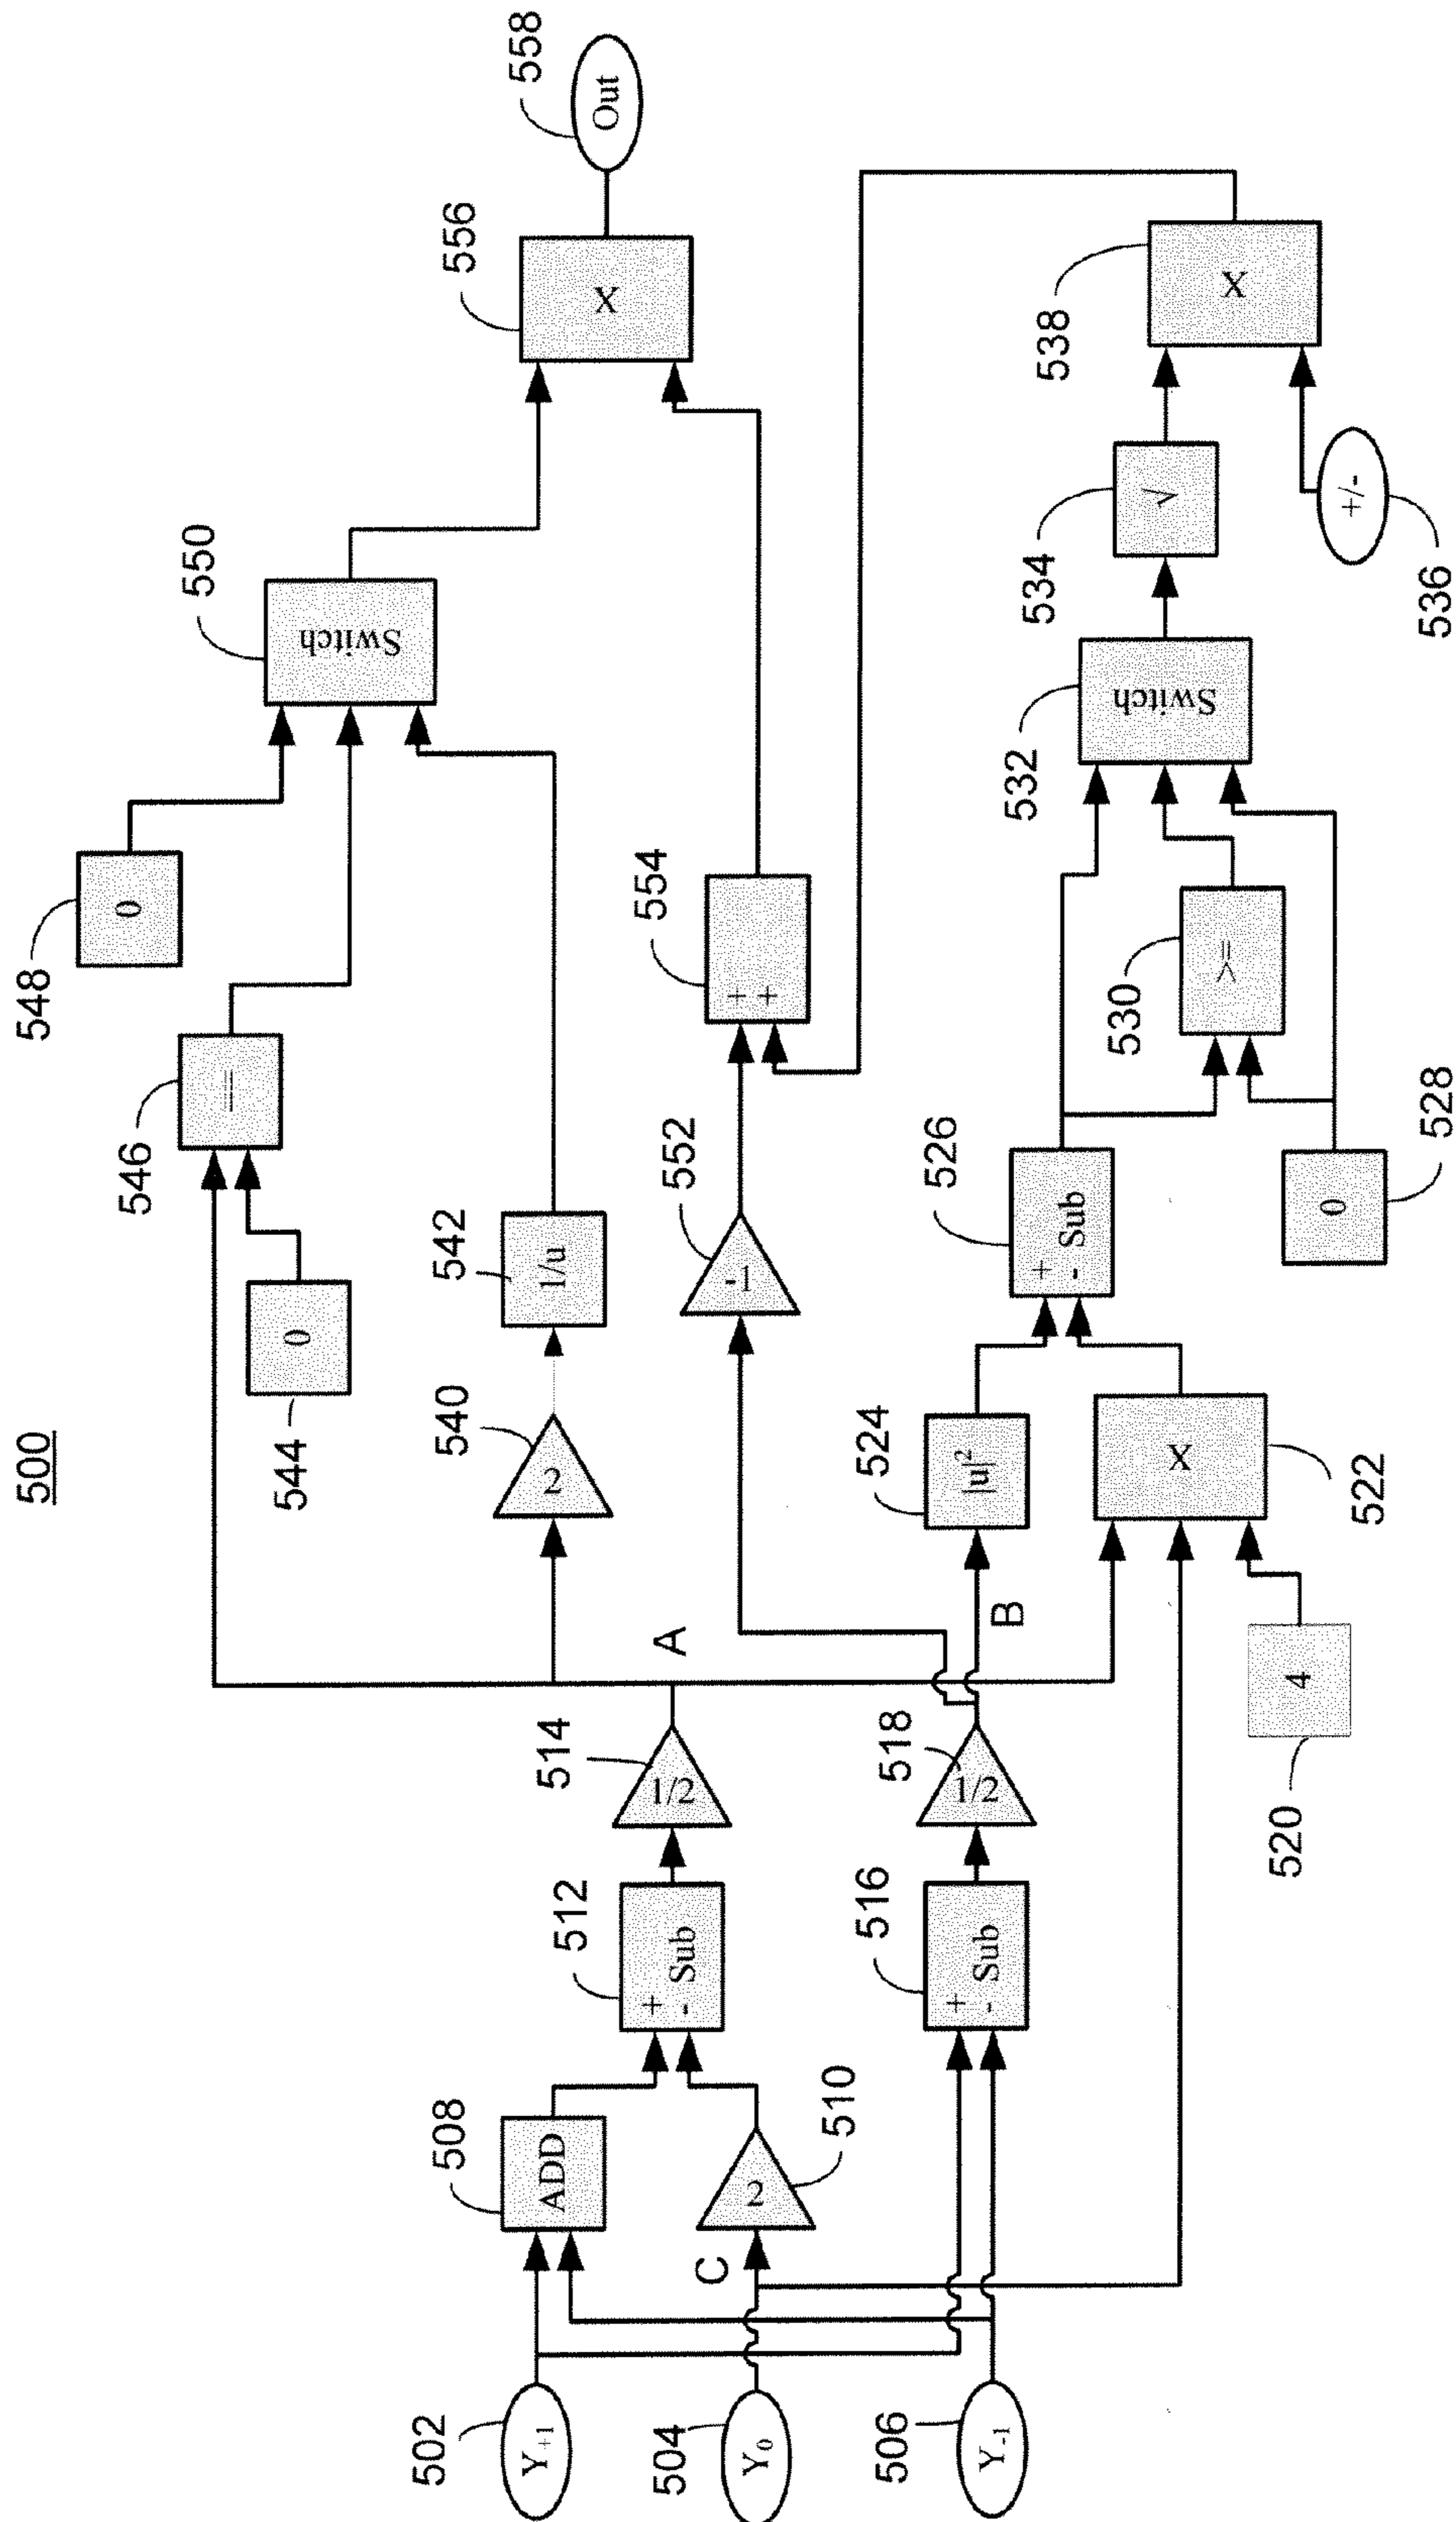 500
548
0
550
Switch
546
==
544
0
558
Out
556
X
542
1/u
540
2
554
+
+
552
-1
A
514
1/2
512
+
- Sub
508
ADD
502
Y+1
510
2
C
504
Y0
506
Y-1
516
+
- Sub
518
1/2
B
524
|u|2
526
+
- Sub
532
Switch
534
√
538
X
530
>=
522
X
520
4
528
0
536
+/-